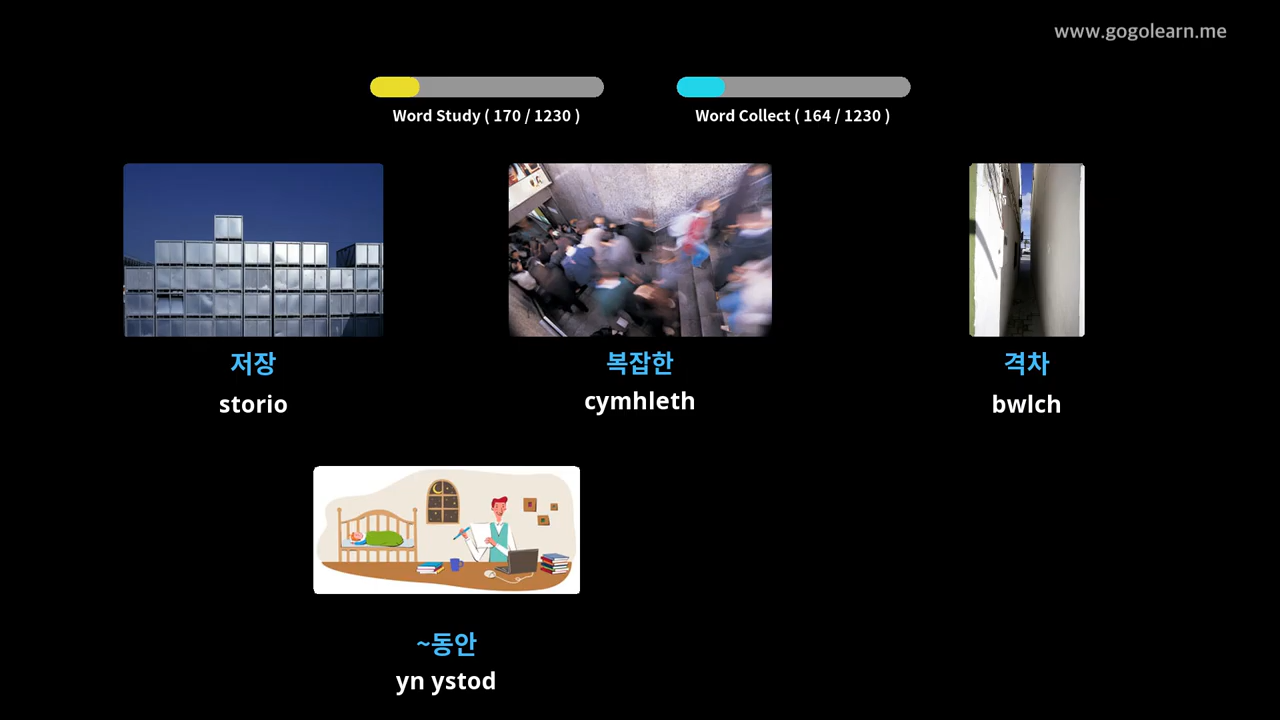 www.gogolearn.me
Word Study ( 170 / 1230 )
Word Collect ( 164 / 1230 )
저장
storio
복잡한
cymhleth
격차
bwlch
~동안
yn ystod